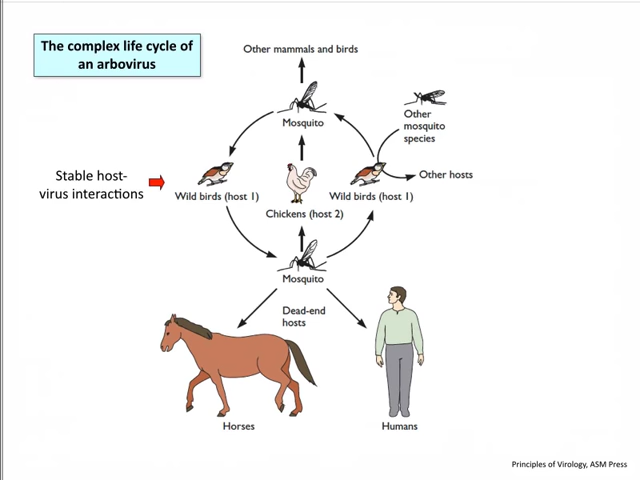 The complex life cycle of
an arbovirus
Other mammals and birds
Mosquito
Other
mosquito
species
Stable host-
virus interactions
Wild birds (host 1)
Wild birds (host 1)
Other hosts
Chickens (host 2)
Mosquito
Dead-end
hosts
Horses
Humans
Principles of Virology, ASM Press